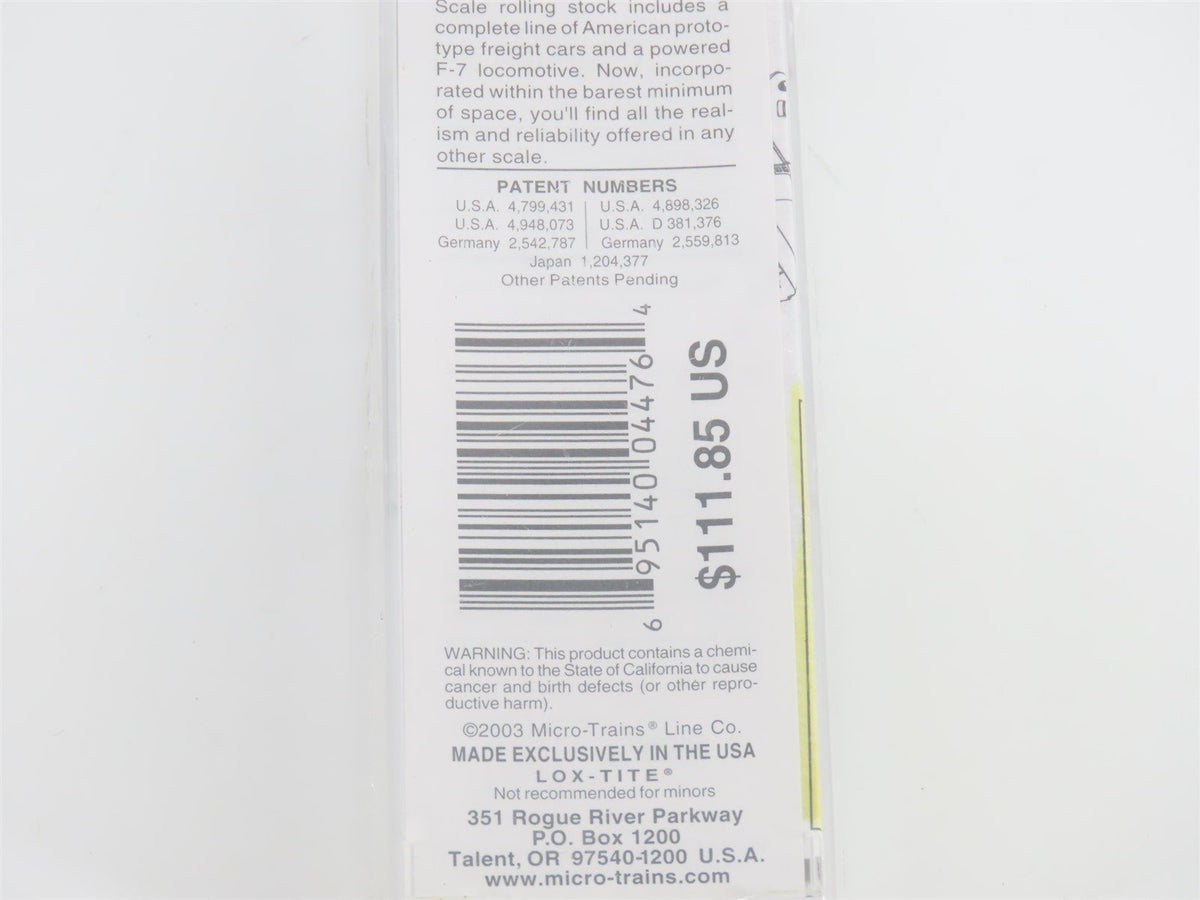 Scale rolling stock includes a
complete line of American proto-
type freight cars and a powered
F-7 locomotive. Now, incorpo-
rated within the barest minimum
of space, you'll find all the real-
ism and reliability offered in any
other scale.
PATENT NUMBERS
U.S.A. 4,799,431 | U.S.A. 4,898,326
U.S.A. 4,948,073 | U.S.A. D 381,376
Germany 2,542,787 | Germany 2,559,813
Japan 1,204,377
Other Patents Pending
6 95140 04476 4
$111.85 US
WARNING: This product contains a chemi-
cal known to the State of California to cause
cancer and birth defects (or other repro-
ductive harm).
©2003 Micro-Trains® Line Co.
MADE EXCLUSIVELY IN THE USA
LOX-TITE®
Not recommended for minors
351 Rogue River Parkway
P.O. Box 1200
Talent, OR 97540-1200 U.S.A.
www.micro-trains.com